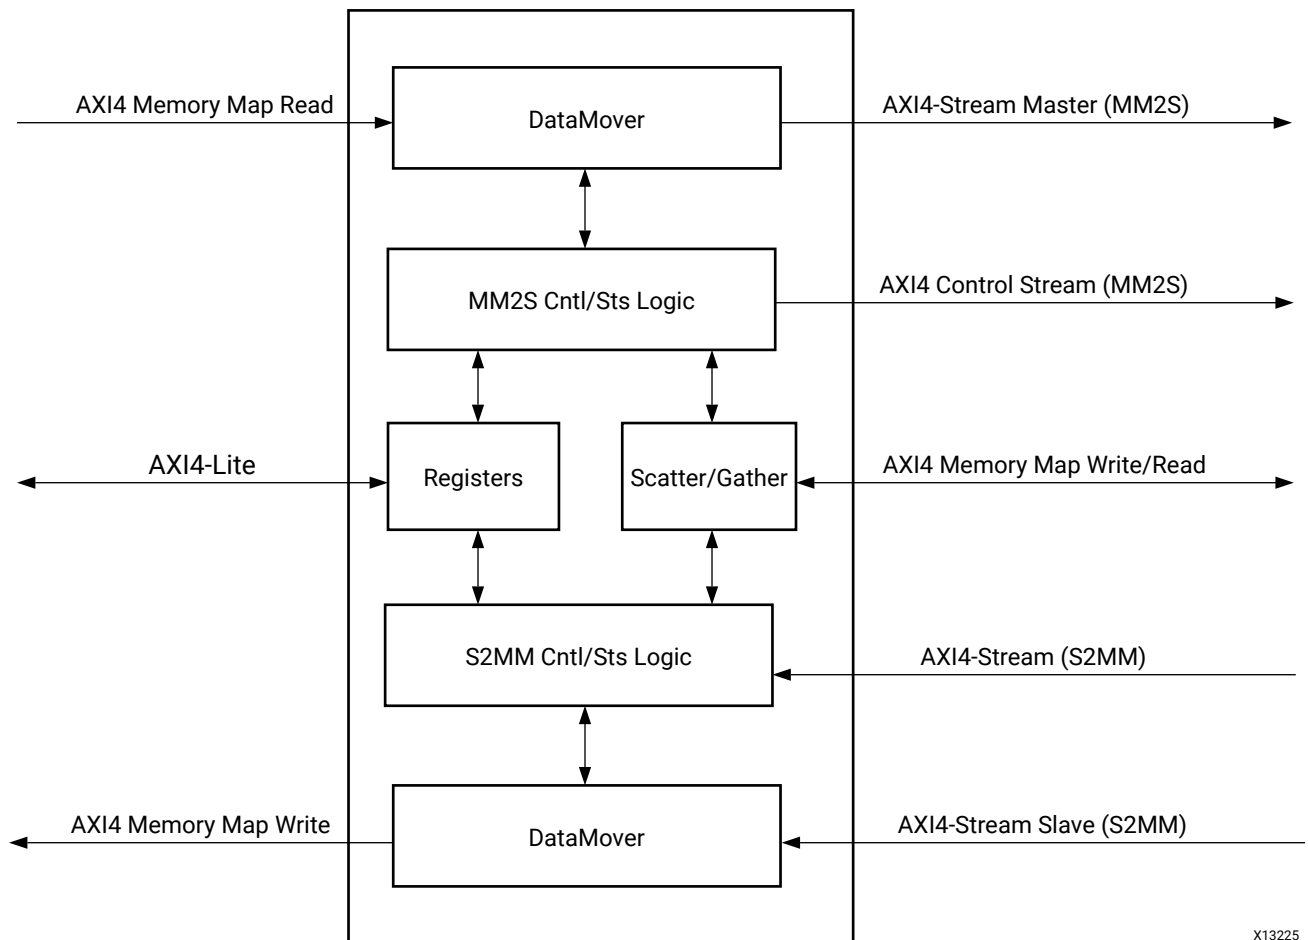 AXI4 Memory Map Read
DataMover
AXI4-Stream Master (MM2S)
MM2S Cntl/Sts Logic
AXI4 Control Stream (MM2S)
AXI4-Lite
Registers
Scatter/Gather
AXI4 Memory Map Write/Read
S2MM Cntl/Sts Logic
AXI4-Stream (S2MM)
AXI4 Memory Map Write
DataMover
AXI4-Stream Slave (S2MM)
X13225